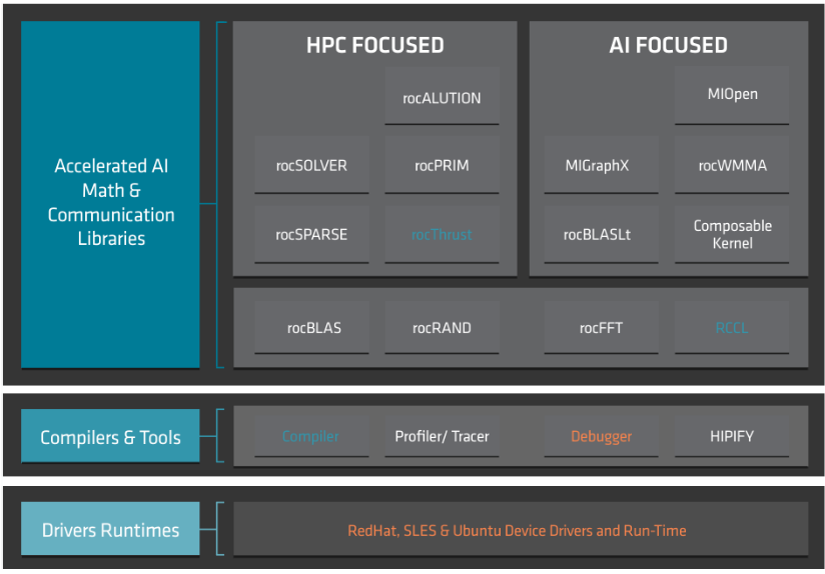 HPC FOCUSED
AI FOCUSED
rocALUTION
MIOpen
Accelerated AI
Math &
Communication
Libraries
rocSOLVER
rocPRIM
MIGraphX
rocWMMA
rocSPARSE
rocThrust
rocBLASLt
Composable
Kernel
rocBLAS
rocRAND
rocFFT
RCCL
Compilers & Tools
Compiler
Profiler/ Tracer
Debugger
HIPIFY
Drivers Runtimes
RedHat, SLES & Ubuntu Device Drivers and Run-Time